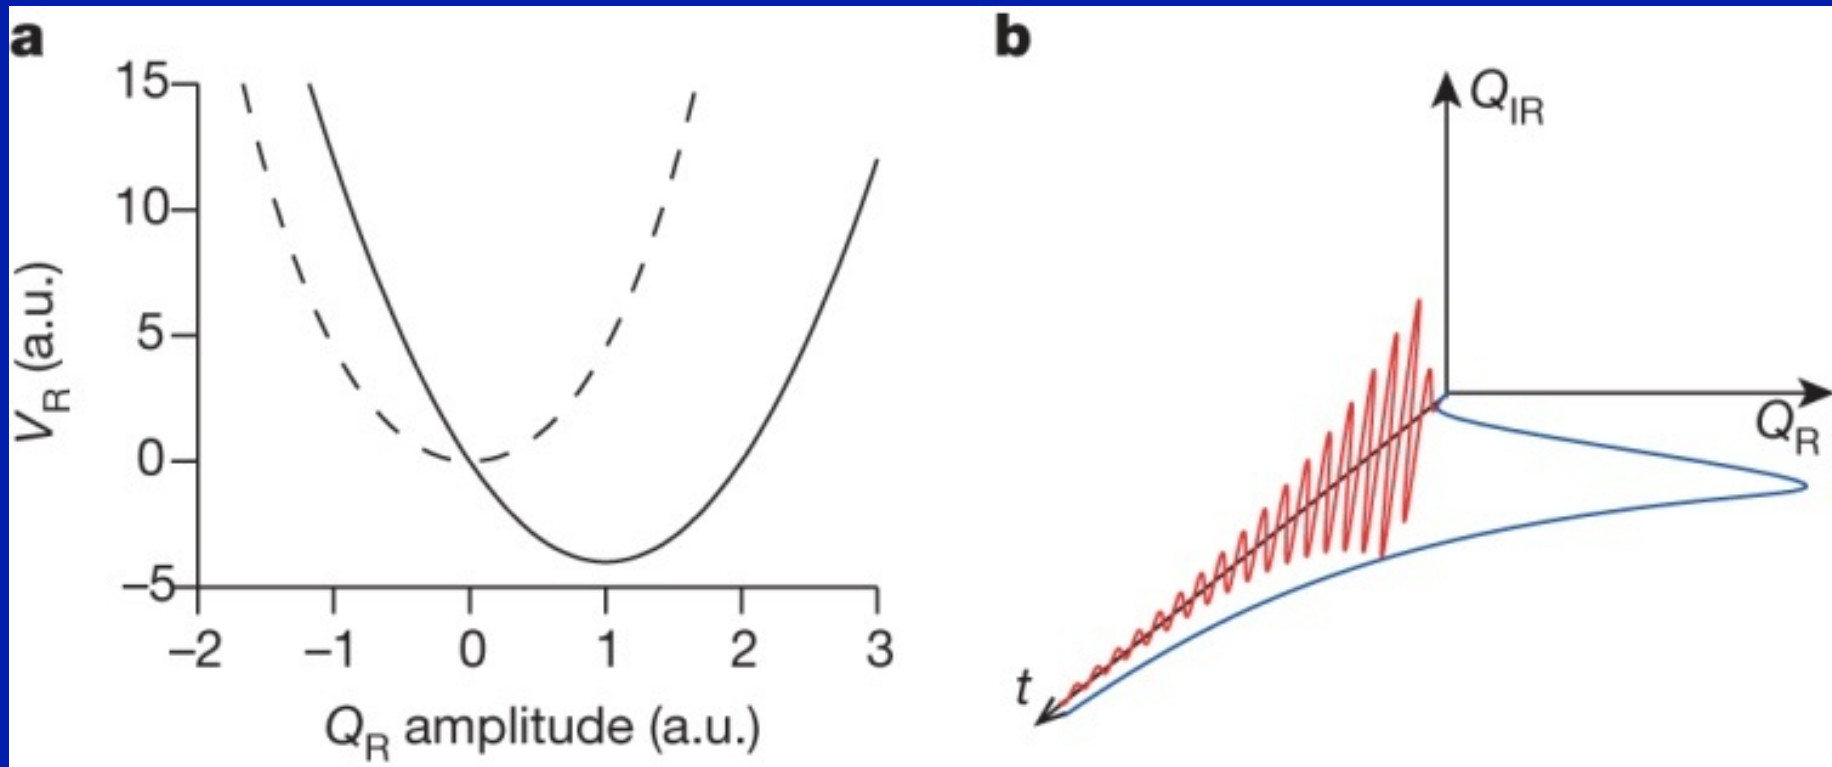 a
15
10
5
0
−5
V_R (a.u.)
−2 −1 0 1 2 3
Q_R amplitude (a.u.)
b
Q_IR
Q_R
t